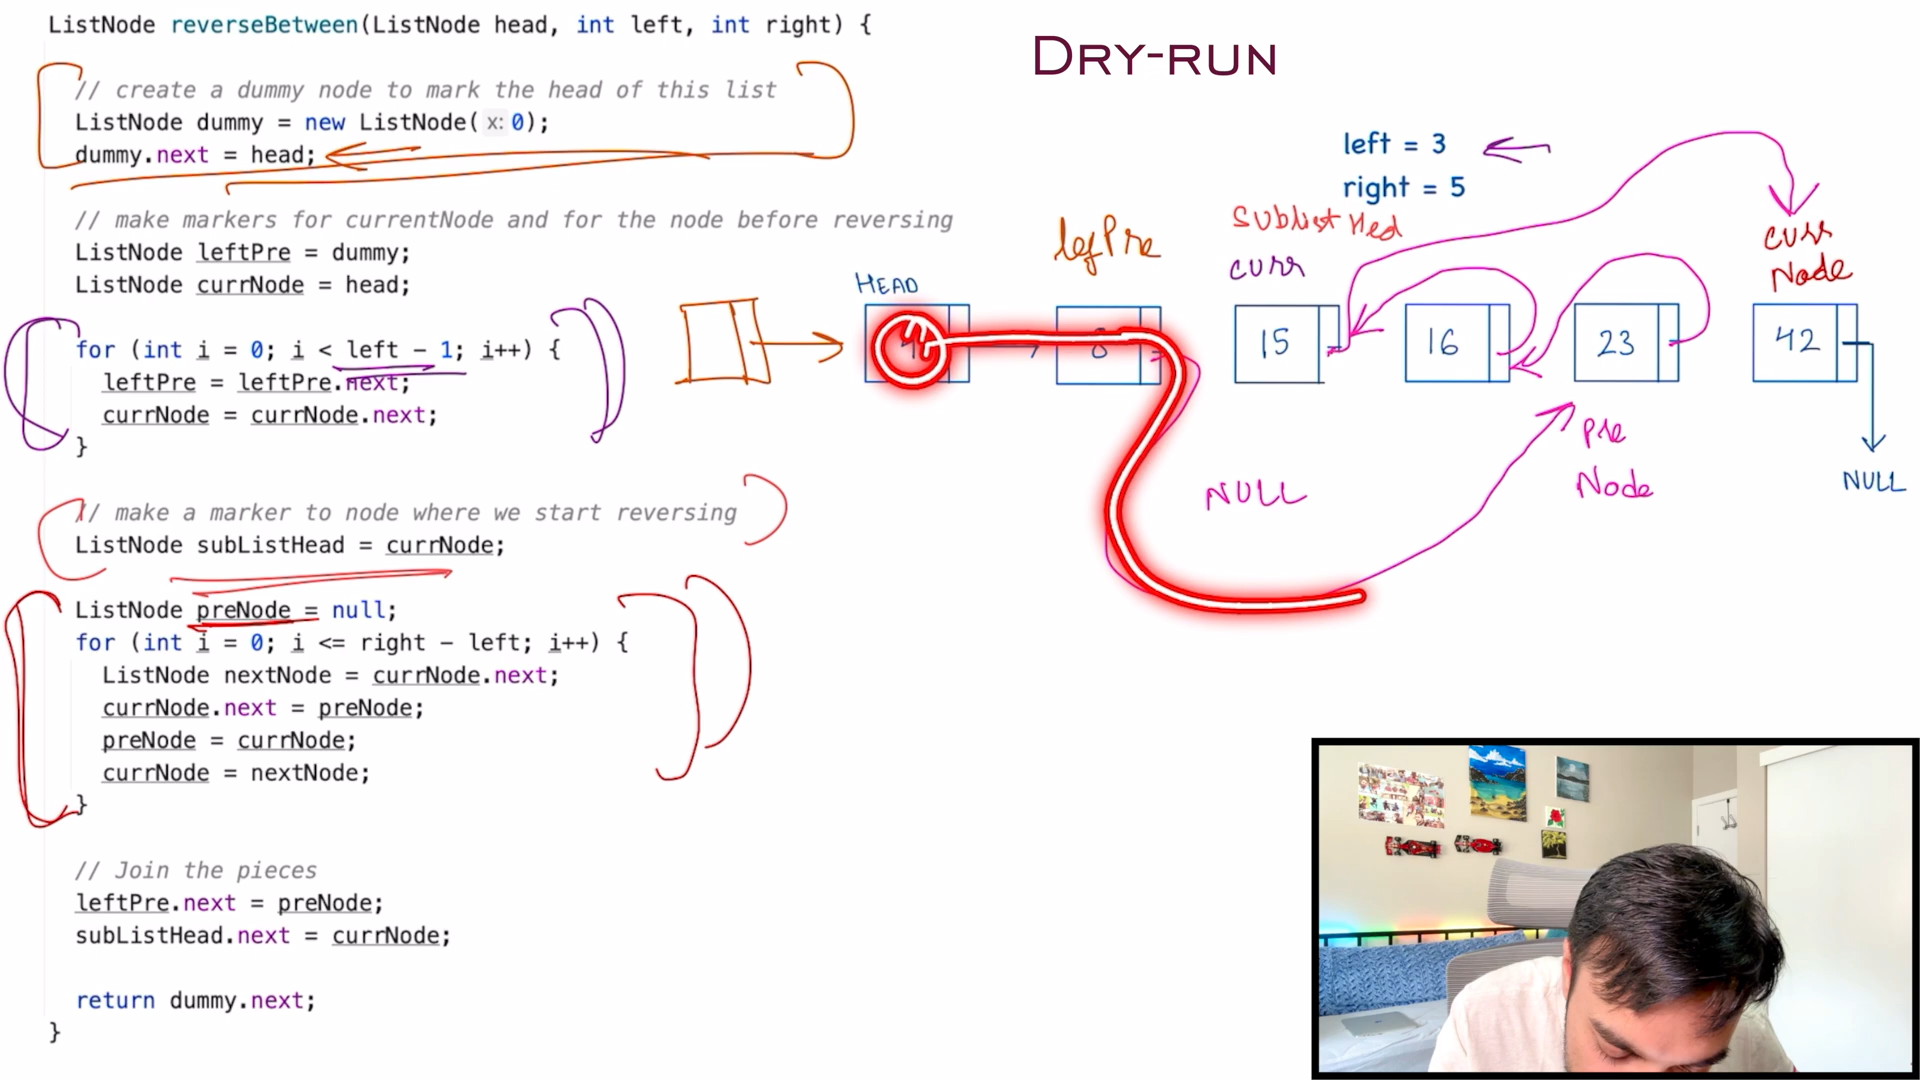 ListNode reverseBetween(ListNode head, int left, int right) {
// create a dummy node to mark the head of this list
ListNode dummy = new ListNode( x: 0);
dummy.next = head;
// make markers for currentNode and for the node before reversing
ListNode leftPre = dummy;
ListNode currNode = head;
for (int i = 0; i < left - 1; i++) {
leftPre = leftPre.next;
currNode = currNode.next;
}
// make a marker to node where we start reversing
ListNode subListHead = currNode;
ListNode preNode = null;
for (int i = 0; i <= right - left; i++) {
ListNode nextNode = currNode.next;
currNode.next = preNode;
preNode = currNode;
currNode = nextNode;
}
// Join the pieces
leftPre.next = preNode;
subListHead.next = currNode;
return dummy.next;
}
DRY-RUN
left = 3
right = 5
SUBList Hed
lefPre
curr
curr
Node
HEAD
8
15
16
23
42
Pre
Node
NULL
NULL